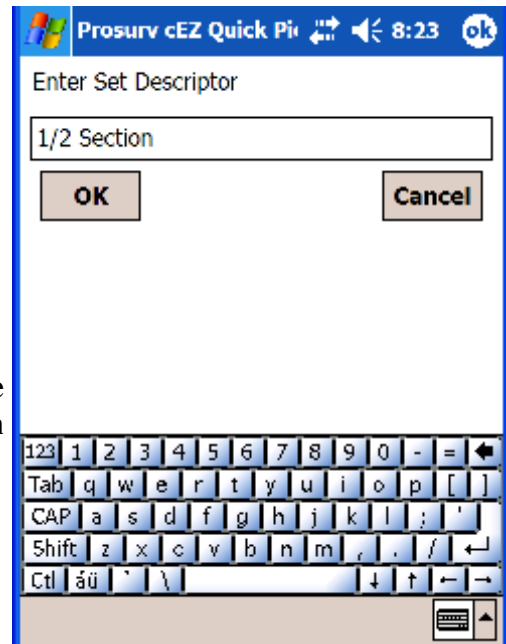 Prosurv cEZ Quick Pi 8:23 ok
Enter Set Descriptor
1/2 Section
OK Cancel
e
n
123 1 2 3 4 5 6 7 8 9 0 - = 🡸
Tab q w e r t y u i o p [ ]
CAP a s d f g h j k l ; '
Shift z x c v b n m , . / ↵
Ctl áü ` \ ↓ ↑ ← →